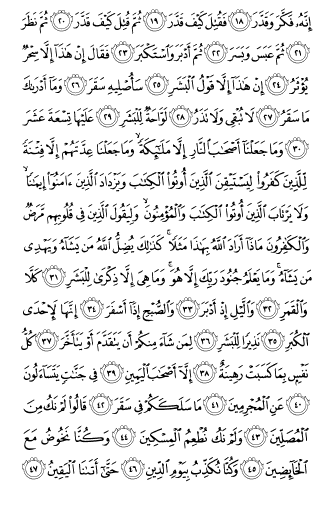 إِنَّهُۥ فَكَّرَ وَقَدَّرَ ١٨ فَقُتِلَ كَيْفَ قَدَّرَ ١٩ ثُمَّ قُتِلَ كَيْفَ قَدَّرَ ٢٠ ثُمَّ نَظَرَ
٢١ ثُمَّ عَبَسَ وَبَسَرَ ٢٢ ثُمَّ أَدْبَرَ وَٱسْتَكْبَرَ ٢٣ فَقَالَ إِنْ هَٰذَآ إِلَّا سِحْرٌ
يُؤْثَرُ ٢٤ إِنْ هَٰذَآ إِلَّا قَوْلُ ٱلْبَشَرِ ٢٥ سَأُصْلِيهِ سَقَرَ ٢٦ وَمَآ أَدْرَىٰكَ
مَا سَقَرُ ٢٧ لَا تُبْقِى وَلَا تَذَرُ ٢٨ لَوَّاحَةٌ لِّلْبَشَرِ ٢٩ عَلَيْهَا تِسْعَةَ عَشَرَ
٣٠ وَمَا جَعَلْنَآ أَصْحَٰبَ ٱلنَّارِ إِلَّا مَلَٰٓئِكَةً ۙ وَمَا جَعَلْنَا عِدَّتَهُمْ إِلَّا فِتْنَةً
لِّلَّذِينَ كَفَرُوا۟ لِيَسْتَيْقِنَ ٱلَّذِينَ أُوتُوا۟ ٱلْكِتَٰبَ وَيَزْدَادَ ٱلَّذِينَ ءَامَنُوٓا۟ إِيمَٰنًا ۙ
وَلَا يَرْتَابَ ٱلَّذِينَ أُوتُوا۟ ٱلْكِتَٰبَ وَٱلْمُؤْمِنُونَ ۙ وَلِيَقُولَ ٱلَّذِينَ فِى قُلُوبِهِم مَّرَضٌ
وَٱلْكَٰفِرُونَ مَاذَآ أَرَادَ ٱللَّهُ بِهَٰذَا مَثَلًا ۚ كَذَٰلِكَ يُضِلُّ ٱللَّهُ مَن يَشَآءُ وَيَهْدِى
مَن يَشَآءُ ۚ وَمَا يَعْلَمُ جُنُودَ رَبِّكَ إِلَّا هُوَ ۚ وَمَا هِىَ إِلَّا ذِكْرَىٰ لِلْبَشَرِ ٣١ كَلَّا
وَٱلْقَمَرِ ٣٢ وَٱلَّيْلِ إِذْ أَدْبَرَ ٣٣ وَٱلصُّبْحِ إِذَآ أَسْفَرَ ٣٤ إِنَّهَا لَإِحْدَى
ٱلْكُبَرِ ٣٥ نَذِيرًا لِّلْبَشَرِ ٣٦ لِمَن شَآءَ مِنكُمْ أَن يَتَقَدَّمَ أَوْ يَتَأَخَّرَ ٣٧ كُلُّ
نَفْسٍۭ بِمَا كَسَبَتْ رَهِينَةٌ ٣٨ إِلَّآ أَصْحَٰبَ ٱلْيَمِينِ ٣٩ فِى جَنَّٰتٍ يَتَسَآءَلُونَ
٤٠ عَنِ ٱلْمُجْرِمِينَ ٤١ مَا سَلَكَكُمْ فِى سَقَرَ ٤٢ قَالُوا۟ لَمْ نَكُ مِنَ
ٱلْمُصَلِّينَ ٤٣ وَلَمْ نَكُ نُطْعِمُ ٱلْمِسْكِينَ ٤٤ وَكُنَّا نَخُوضُ مَعَ
ٱلْخَآئِضِينَ ٤٥ وَكُنَّا نُكَذِّبُ بِيَوْمِ ٱلدِّينِ ٤٦ حَتَّىٰٓ أَتَىٰنَا ٱلْيَقِينُ ٤٧